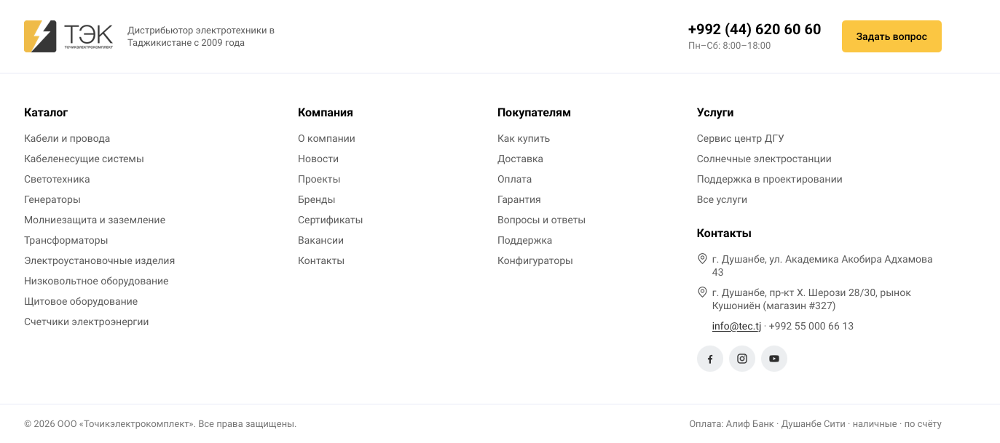 ТЭК
ТОЧИКЭЛЕКТРОКОМПЛЕКТ
Дистрибьютор электротехники в
Таджикистане с 2009 года
+992 (44) 620 60 60
Пн–Сб: 8:00–18:00
Задать вопрос
Каталог
Кабели и провода
Кабеленесущие системы
Светотехника
Генераторы
Молниезащита и заземление
Трансформаторы
Электроустановочные изделия
Низковольтное оборудование
Щитовое оборудование
Счетчики электроэнергии
Компания
О компании
Новости
Проекты
Бренды
Сертификаты
Вакансии
Контакты
Покупателям
Как купить
Доставка
Оплата
Гарантия
Вопросы и ответы
Поддержка
Конфигураторы
Услуги
Сервис центр ДГУ
Солнечные электростанции
Поддержка в проектировании
Все услуги
Контакты
г. Душанбе, ул. Академика Акобира Адхамова
43
г. Душанбе, пр-кт Х. Шерози 28/30, рынок
Кушониён (магазин #327)
info@tec.tj · +992 55 000 66 13
© 2026 ООО «Точикэлектрокомплект». Все права защищены.
Оплата: Алиф Банк · Душанбе Сити · наличные · по счёту